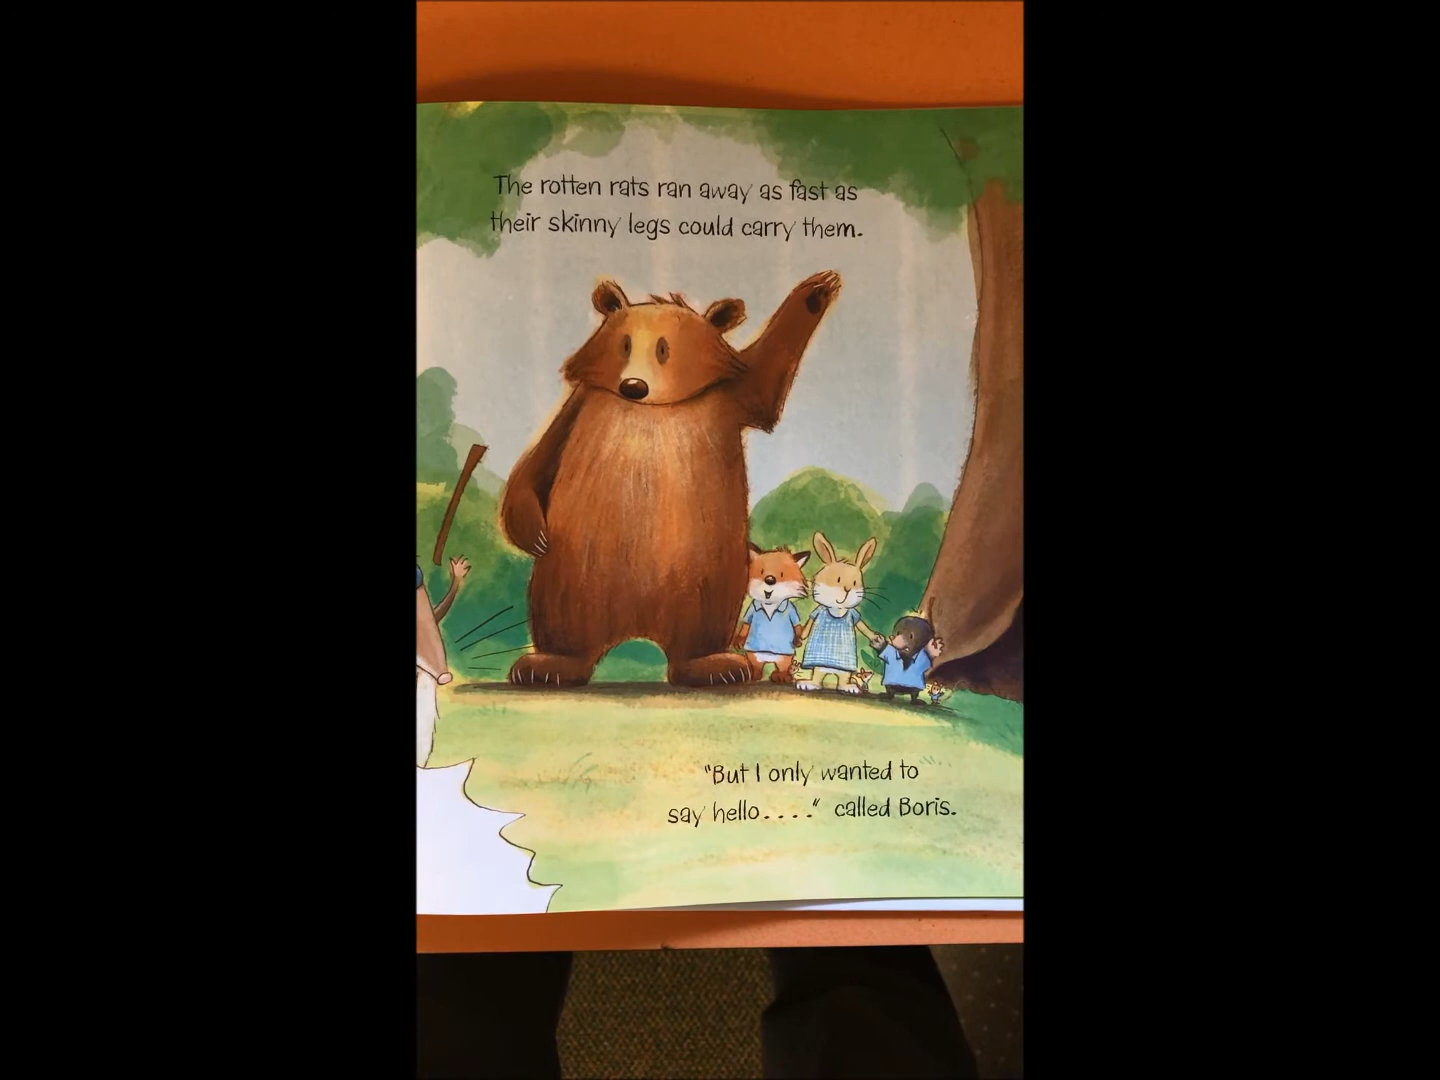 The rotten rats ran away as fast as
their skinny legs could carry them.
"But I only wanted to
say hello...." called Boris.